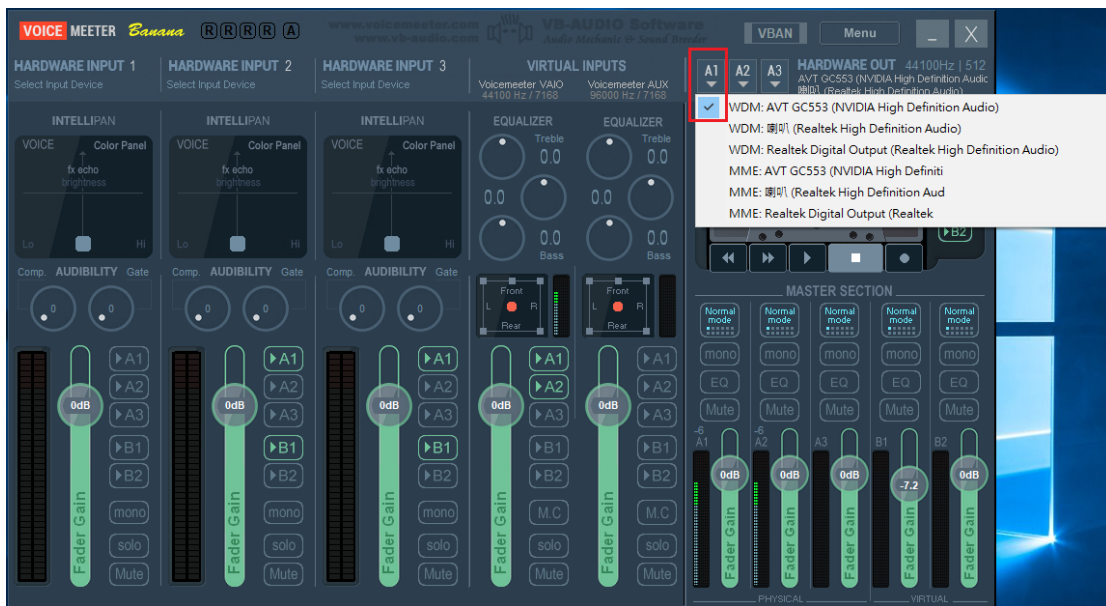 VOICE MEETER Banana R R R R A
www.voicemeeter.com
www.vb-audio.com
VB-AUDIO Software
Audio Mechanic & Sound Breeder
VBAN Menu _ X
HARDWARE INPUT 1
Select Input Device
HARDWARE INPUT 2
Select Input Device
HARDWARE INPUT 3
Select Input Device
VIRTUAL INPUTS
Voicemeeter VAIO
44100 Hz / 7168
Voicemeeter AUX
96000 Hz / 7168
A1 A2 A3
HARDWARE OUT 44100Hz | 512
AVT GC553 (NVIDIA High Definition Audio
喇叭 (Realtek High Definition Audio)
WDM: AVT GC553 (NVIDIA High Definition Audio)
WDM: 喇叭 (Realtek High Definition Audio)
WDM: Realtek Digital Output (Realtek High Definition Audio)
MME: AVT GC553 (NVIDIA High Definiti
MME: 喇叭 (Realtek High Definition Aud
MME: Realtek Digital Output (Realtek
B2
INTELLIPAN
VOICE Color Panel
fx echo
brightness
Lo Hi
INTELLIPAN
VOICE Color Panel
fx echo
brightness
Lo Hi
INTELLIPAN
VOICE Color Panel
fx echo
brightness
Lo Hi
EQUALIZER
Treble
0.0
0.0
0.0
Bass
EQUALIZER
Treble
0.0
0.0
0.0
Bass
Comp. AUDIBILITY Gate
0 0
Comp. AUDIBILITY Gate
0 0
Comp. AUDIBILITY Gate
0 0
Front
L R
Rear
Front
L R
Rear
0dB
Fader Gain
A1
A2
A3
B1
B2
mono
solo
Mute
0dB
Fader Gain
A1
A2
A3
B1
B2
mono
solo
Mute
0dB
Fader Gain
A1
A2
A3
B1
B2
mono
solo
Mute
0dB
Fader Gain
A1
A2
A3
B1
B2
M.C
solo
Mute
0dB
Fader Gain
A1
A2
A3
B1
B2
M.C
solo
Mute
MASTER SECTION
Normal mode Normal mode Normal mode Normal mode Normal mode
mono mono mono mono mono
EQ EQ EQ EQ EQ
Mute Mute Mute Mute Mute
-6 -6
A1 A2 A3 B1 B2
0dB 0dB 0dB -7.2 0dB
Fader Gain Fader Gain Fader Gain Fader Gain Fader Gain
PHYSICAL VIRTUAL